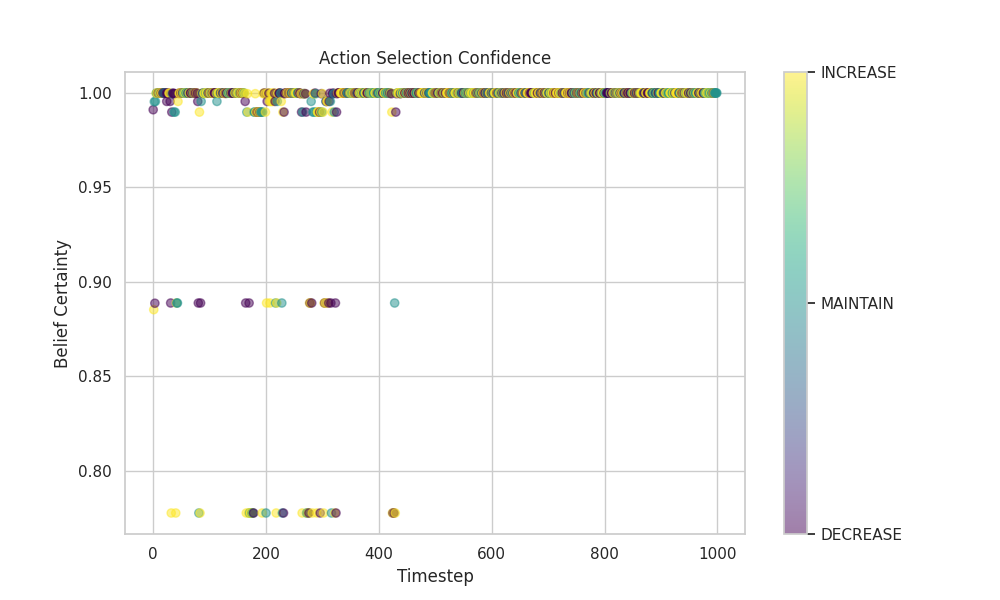 Action Selection Confidence
1.00
0.95
0.90
0.85
0.80
Belief Certainty
0
200
400
600
800
1000
Timestep
INCREASE
MAINTAIN
DECREASE